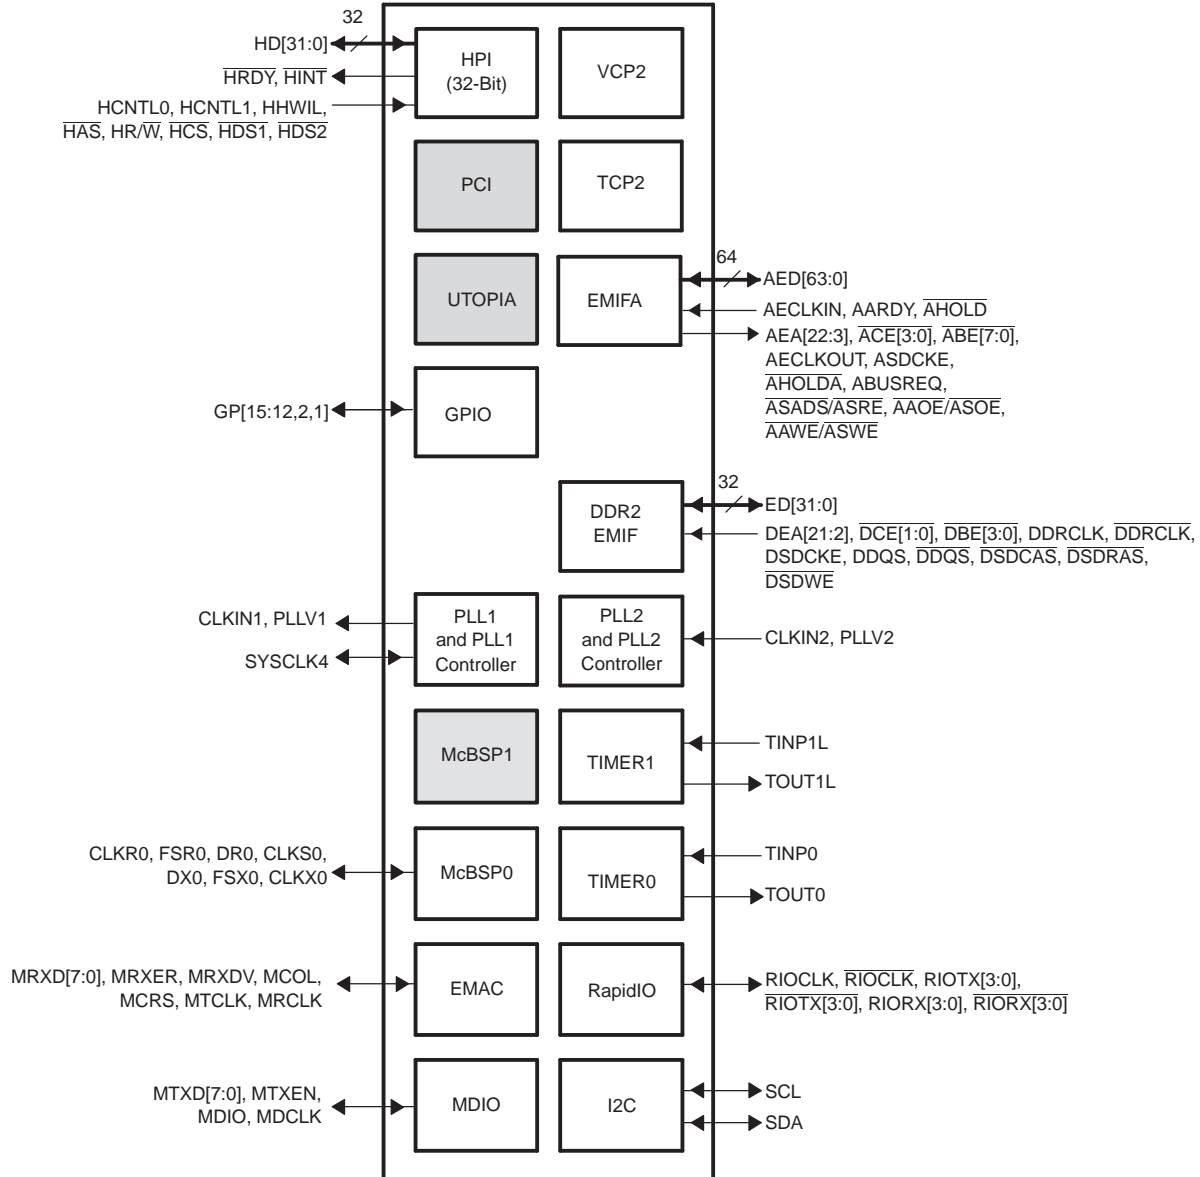 32
HD[31:0]
HRDY, HINT
HCNTL0, HCNTL1, HHWIL,
HAS, HR/W, HCS, HDS1, HDS2
HPI
(32-Bit)
VCP2
PCI
TCP2
UTOPIA
EMIFA
64
AED[63:0]
AECLKIN, AARDY, AHOLD
AEA[22:3], ACE[3:0], ABE[7:0],
AECLKOUT, ASDCKE,
AHOLDA, ABUSREQ,
ASADS/ASRE, AAOE/ASOE,
AAWE/ASWE
GP[15:12,2,1]
GPIO
DDR2
EMIF
32
ED[31:0]
DEA[21:2], DCE[1:0], DBE[3:0], DDRCLK, DDRCLK,
DSDCKE, DDQS, DDQS, DSDCAS, DSDRAS,
DSDWE
CLKIN1, PLLV1
SYSCLK4
PLL1
and PLL1
Controller
PLL2
and PLL2
Controller
CLKIN2, PLLV2
McBSP1
TIMER1
TINP1L
TOUT1L
CLKR0, FSR0, DR0, CLKS0,
DX0, FSX0, CLKX0
McBSP0
TIMER0
TINP0
TOUT0
MRXD[7:0], MRXER, MRXDV, MCOL,
MCRS, MTCLK, MRCLK
EMAC
RapidIO
RIOCLK, RIOCLK, RIOTX[3:0],
RIOTX[3:0], RIORX[3:0], RIORX[3:0]
MTXD[7:0], MTXEN,
MDIO, MDCLK
MDIO
I2C
SCL
SDA